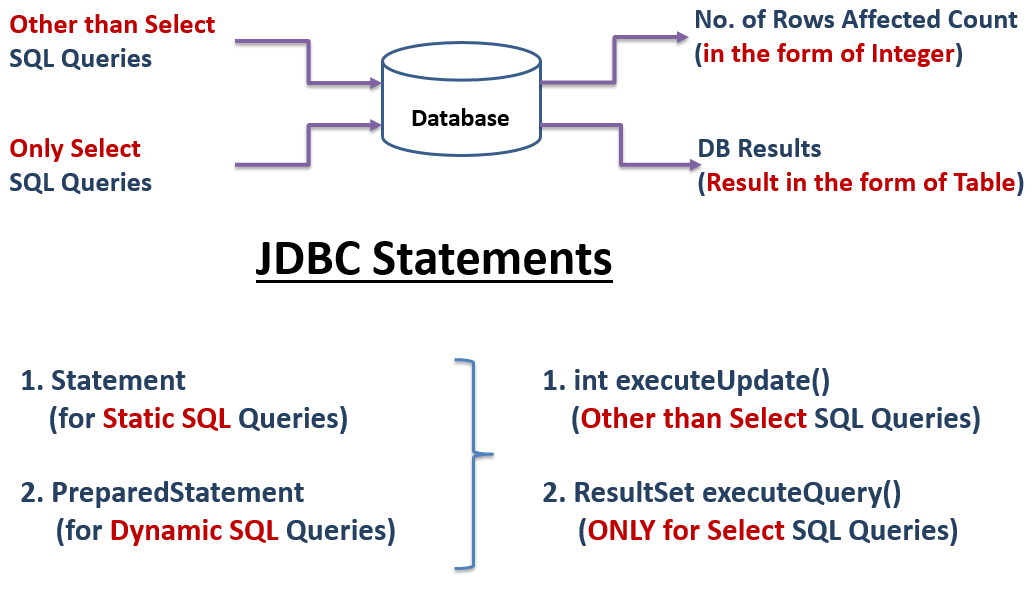 Other than Select
SQL Queries
No. of Rows Affected Count
(in the form of Integer)
Database
Only Select
SQL Queries
DB Results
(Result in the form of Table)
JDBC Statements
1. Statement
(for Static SQL Queries)
2. PreparedStatement
(for Dynamic SQL Queries)
1. int executeUpdate()
(Other than Select SQL Queries)
2. ResultSet executeQuery()
(ONLY for Select SQL Queries)